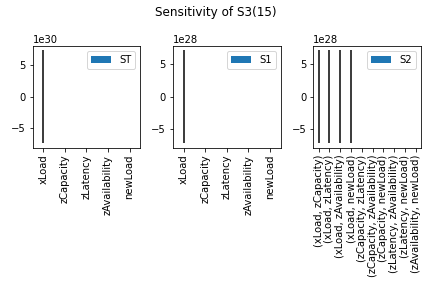 Sensitivity of S3(15)
1e30
ST
5
0
−5
xLoad
zCapacity
zLatency
zAvailability
newLoad
1e28
S1
5
0
−5
xLoad
zCapacity
zLatency
zAvailability
newLoad
1e28
S2
5
0
−5
(xLoad, zCapacity)
(xLoad, zLatency)
(xLoad, zAvailability)
(xLoad, newLoad)
(zCapacity, zLatency)
(zCapacity, zAvailability)
(zCapacity, newLoad)
(zLatency, zAvailability)
(zLatency, newLoad)
(zAvailability, newLoad)